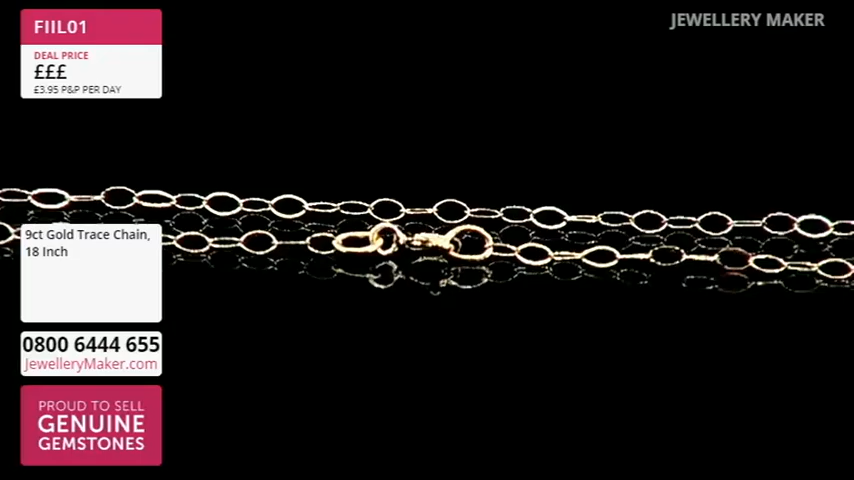 FIIL01
DEAL PRICE
£££
£3.95 P&P PER DAY
JEWELLERY MAKER
9ct Gold Trace Chain,
18 Inch
0800 6444 655
JewelleryMaker.com
PROUD TO SELL
GENUINE
GEMSTONES